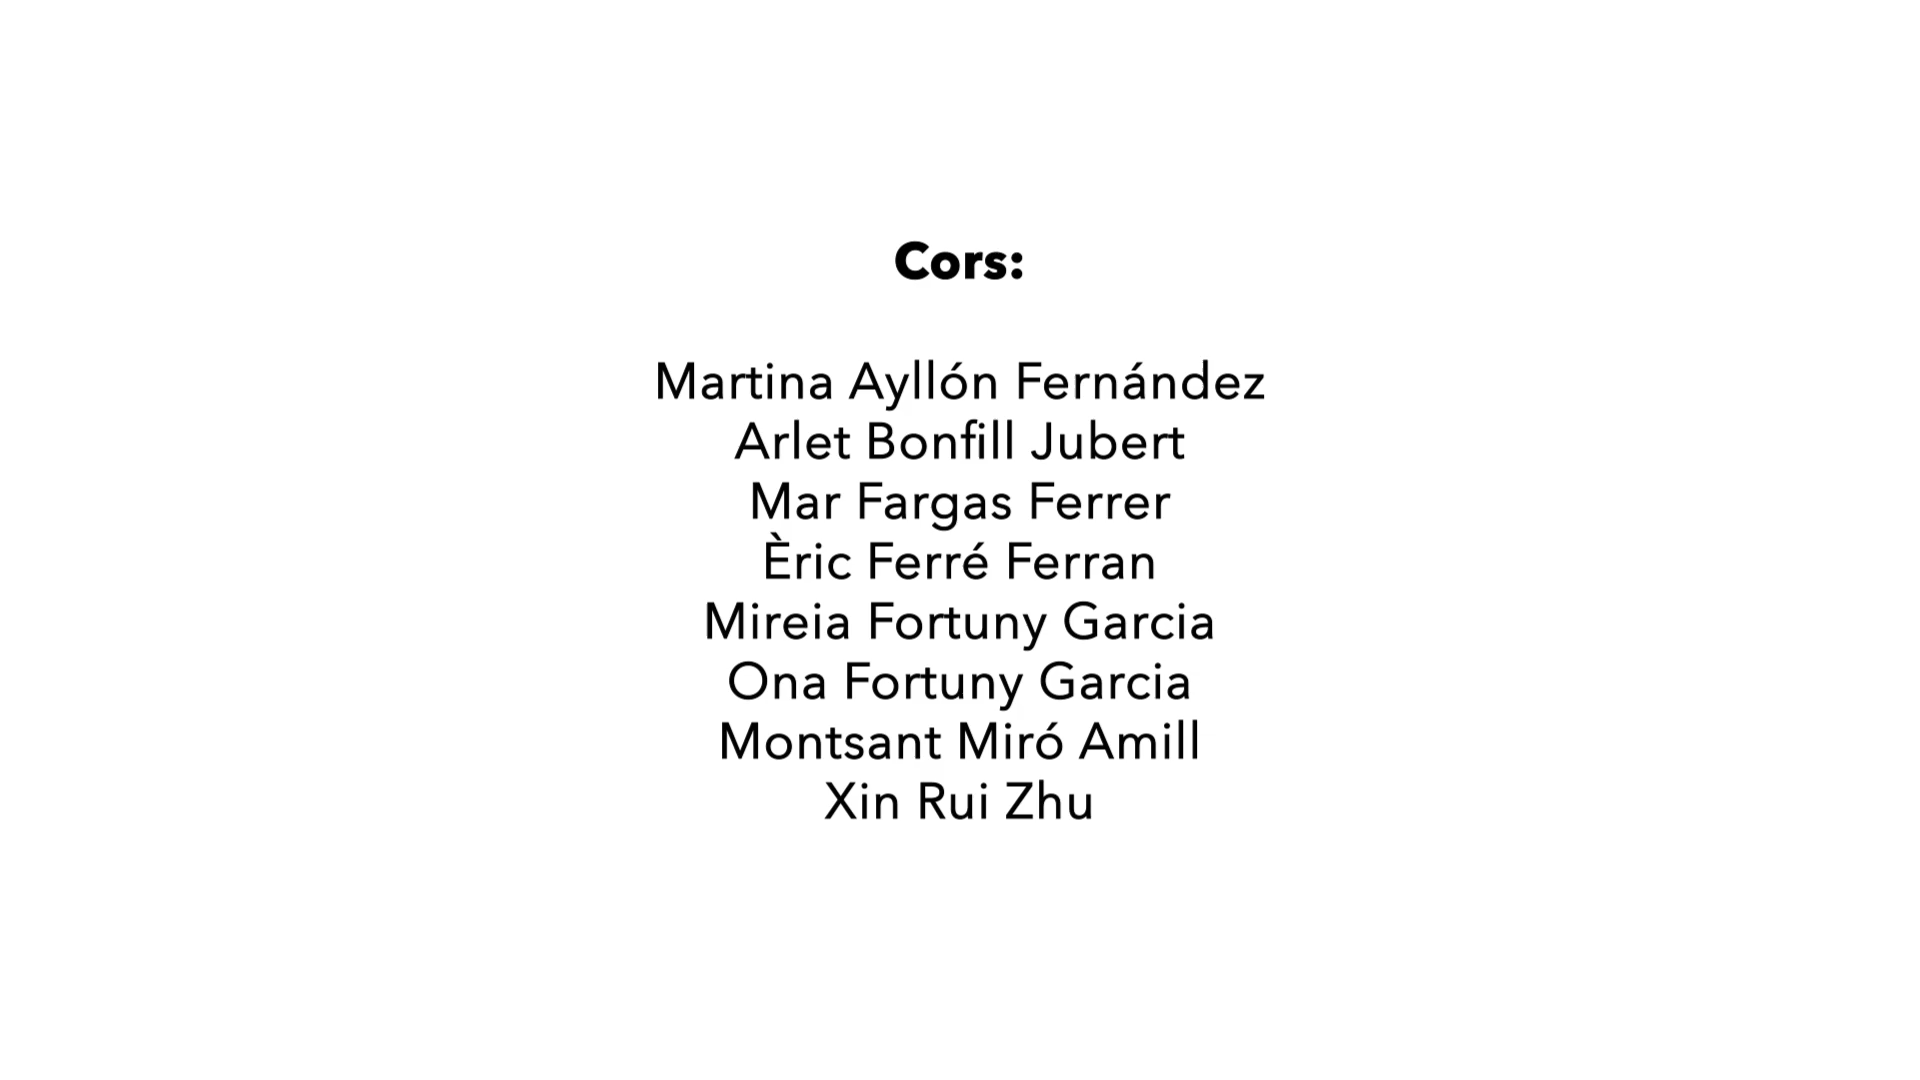 Cors:
Martina Ayllón Fernández
Arlet Bonfill Jubert
Mar Fargas Ferrer
Èric Ferré Ferran
Mireia Fortuny Garcia
Ona Fortuny Garcia
Montsant Miró Amill
Xin Rui Zhu